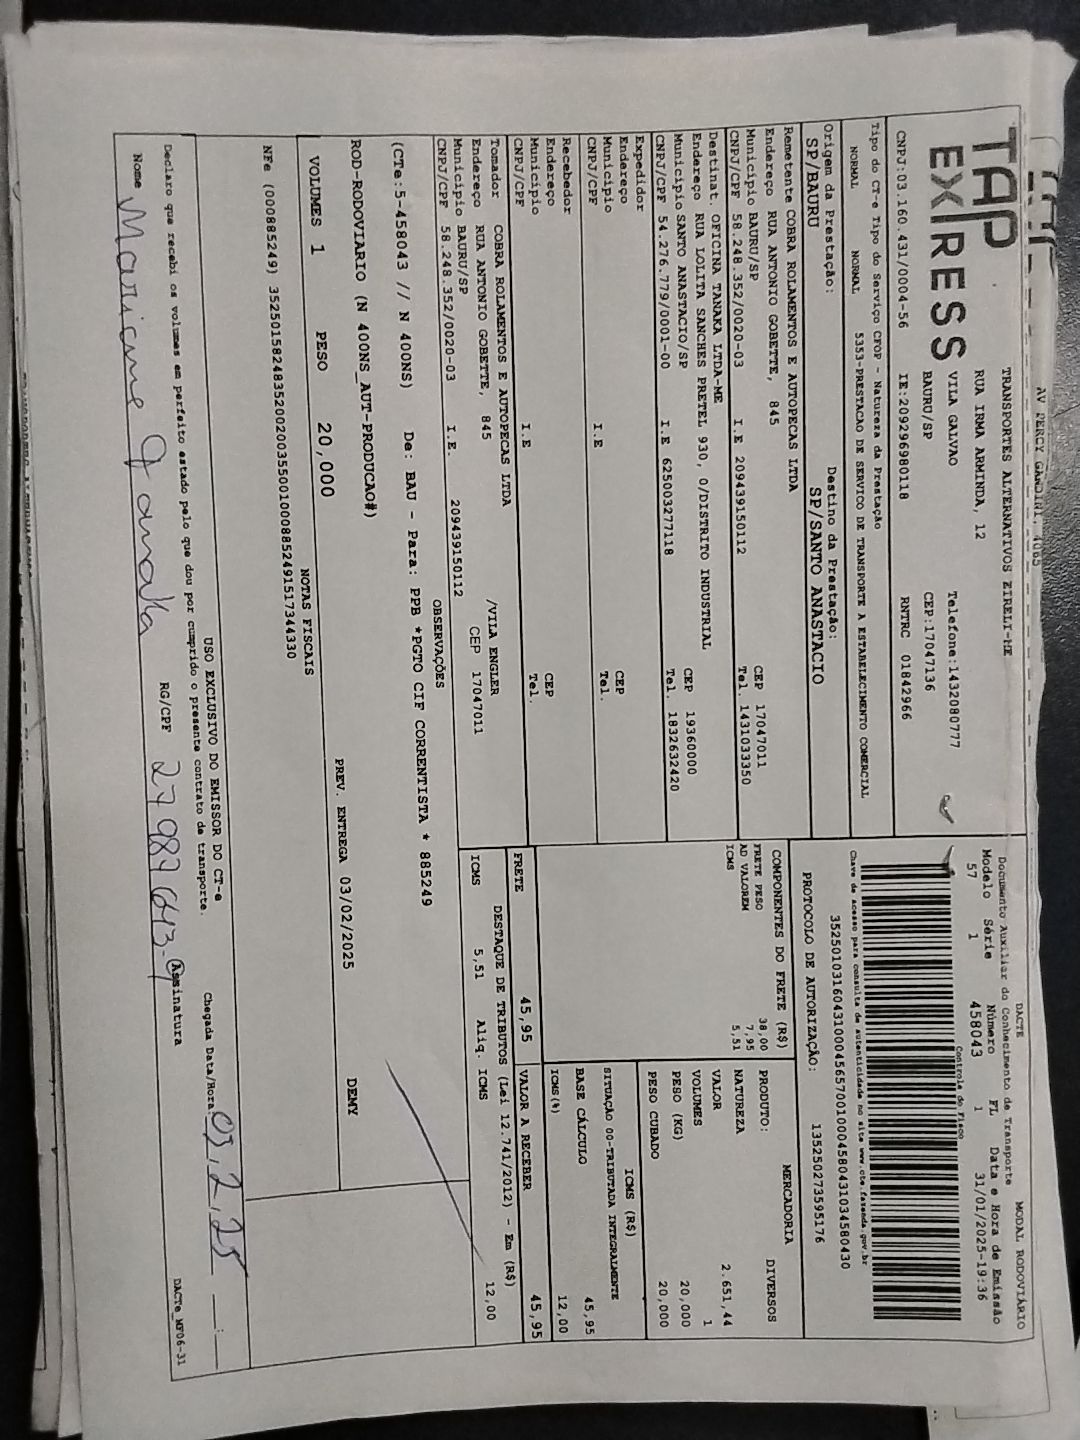 AV PERCY GANDINI, 4065
TAP
EXPRESS
TRANSPORTES ALTERNATIVOS EIRELI-ME
RUA IRMA ARMINDA, 12
VILA GALVAO
Telefone:1432080777
BAURU/SP
CEP:17047136
CNPJ:03.160.431/0004-56 IE:209296980118 RNTRC 01842966
DACTE MODAL RODOVIÁRIO
Documento Auxiliar do Conhecimento de Transporte
Modelo Série Número FL Data e Hora de Emissão
57 1 458043 1 31/01/2025-19:36
Controle do Fisco
Chave de acesso para consulta de autenticidade no site www.cte.fazenda.gov.br
35250103160431000456570010004580431034580430
PROTOCOLO DE AUTORIZAÇÃO: 135250273595176
Tipo do CT-e Tipo do Serviço CFOP - Natureza da Prestação
NORMAL NORMAL 5353-PRESTACAO DE SERVICO DE TRANSPORTE A ESTABELECIMENTO COMERCIAL
Origem da Prestação: Destino da Prestação:
SP/BAURU SP/SANTO ANASTACIO
Remetente COBRA ROLAMENTOS E AUTOPECAS LTDA
Endereço RUA ANTONIO GOBETTE, 845
Município BAURU/SP CEP 17047011
CNPJ/CPF 58.248.352/0020-03 I.E 209439150112 Tel. 1431033350
Destinat. OFICINA TANAKA LTDA-ME
Endereço RUA LOLITA SANCHES PRETEL 930, 0/DISTRITO INDUSTRIAL
Município SANTO ANASTACIO/SP CEP 19360000
CNPJ/CPF 54.276.779/0001-00 I.E 625003277118 Tel. 1832632420
Expedidor
Endereço
Município CEP
CNPJ/CPF I.E Tel.
Recebedor
Endereço
Município CEP
CNPJ/CPF I.E Tel.
Tomador COBRA ROLAMENTOS E AUTOPECAS LTDA
Endereço RUA ANTONIO GOBETTE, 845 /VILA ENGLER
Município BAURU/SP CEP 17047011
CNPJ/CPF 58.248.352/0020-03 I.E. 209439150112
COMPONENTES DO FRETE (R$)
FRETE PESO 38,00
AD VALOREM 7,95
ICMS 5,51
MERCADORIA
PRODUTO: DIVERSOS
NATUREZA
VALOR 2.651,44
VOLUMES 1
PESO (KG) 20,000
PESO CUBADO 20,000
ICMS (R$)
SITUAÇÃO 00-TRIBUTADA INTEGRALMENTE
BASE CÁLCULO 45,95
ICMS(%) 12,00
FRETE 45,95 VALOR A RECEBER 45,95
DESTAQUE DE TRIBUTOS (Lei 12.741/2012) - Em (R$)
ICMS 5,51 Aliq. ICMS 12,00
OBSERVAÇÕES
(CTe:5-458043 // N 400NS) De: BAU - Para: PPB *PGTO CIF CORRENTISTA * 885249
ROD-RODOVIARIO (N 400NS_AUT-PRODUCAO#)
DEMY
VOLUMES 1 PESO 20,000 PREV. ENTREGA 03/02/2025
NOTAS FISCAIS
NFe (000885249) 35250158248352002003550010008852491517344330
USO EXCLUSIVO DO EMISSOR DO CT-e
Declaro que recebi os volumes em perfeito estado pelo que dou por cumprido o presente contrato de transporte.
Chegada Data/Hora 03,2,25
Nome Mariane Tanaka RG/CPF 27 987 643-9 Assinatura
DACTe_MP06-31